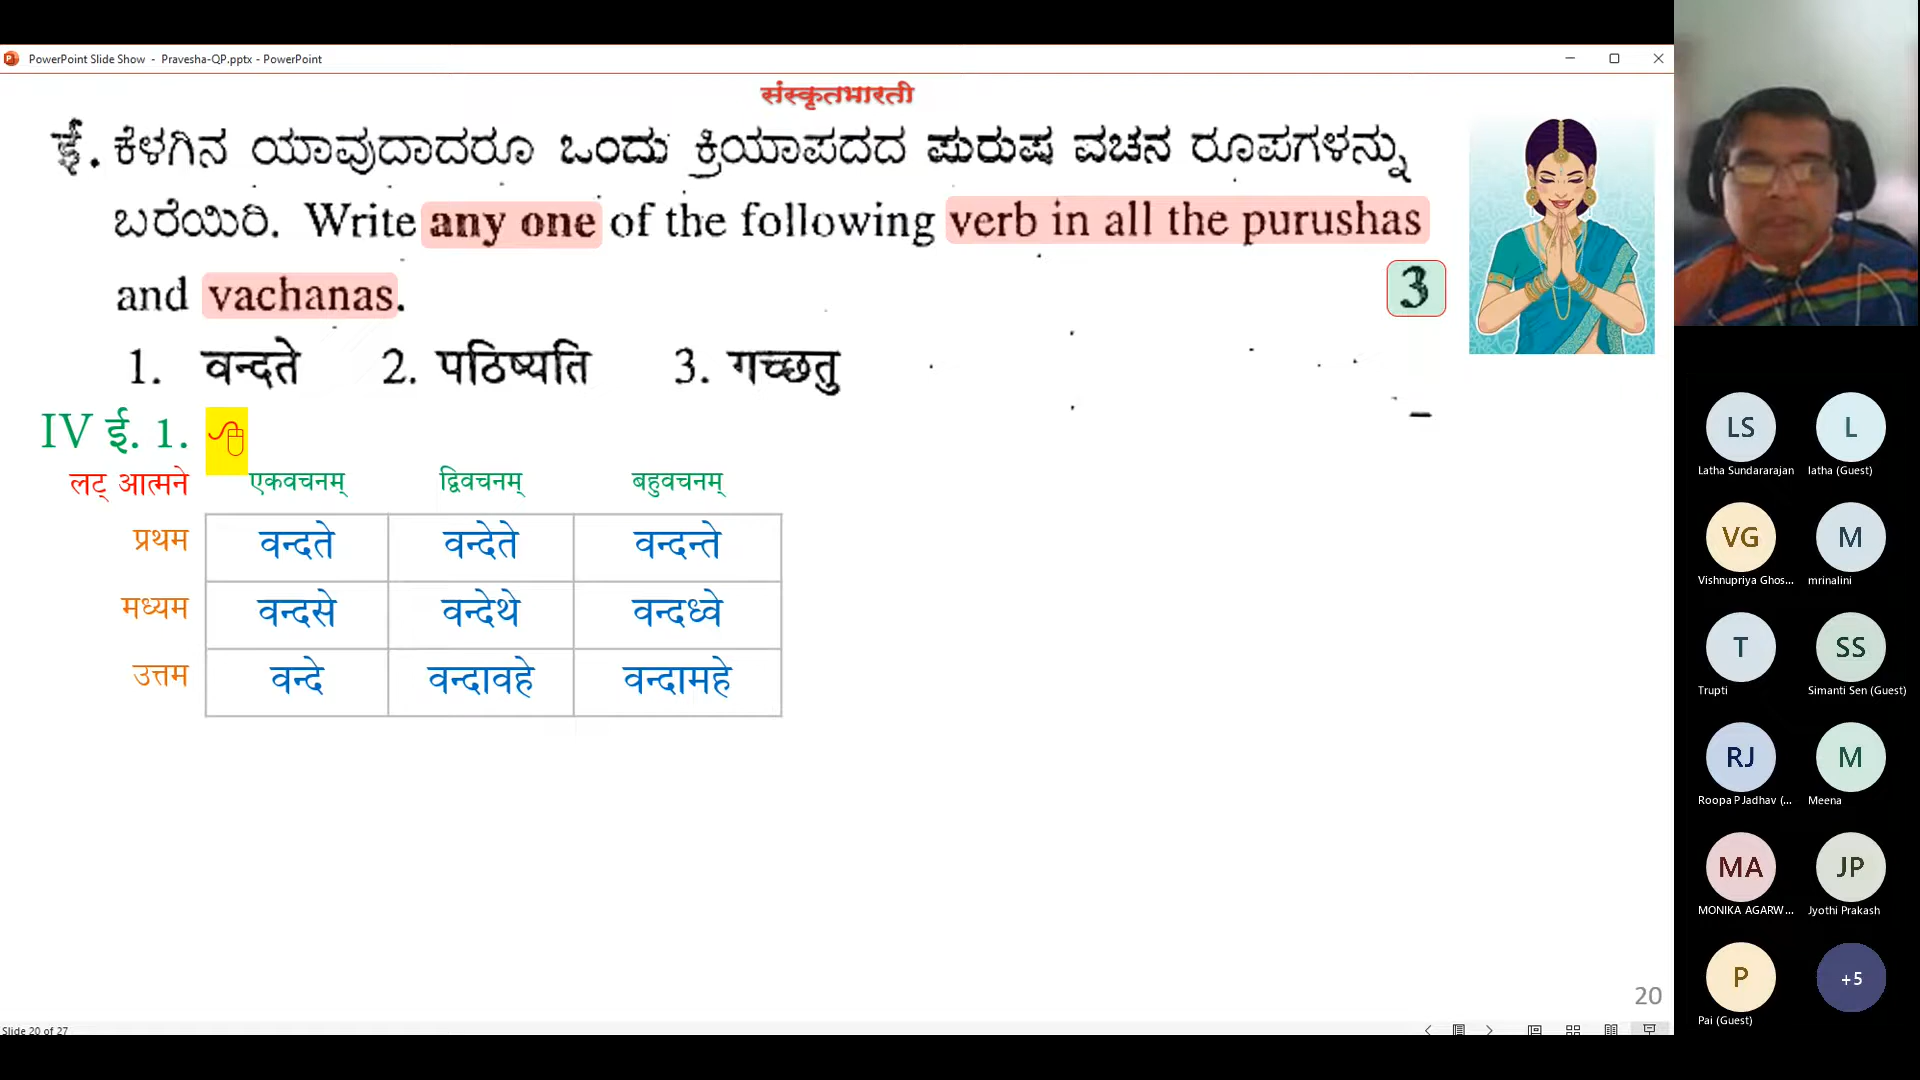 PowerPoint Slide Show - Pravesha-QP.pptx - PowerPoint
संस्कृतभारती
ಈ. ಕೆಳಗಿನ ಯಾವುದಾದರೂ ಒಂದು ಕ್ರಿಯಾಪದದ ಪುರುಷ ವಚನ ರೂಪಗಳನ್ನು
ಬರೆಯಿರಿ. Write any one of the following verb in all the purushas
and vachanas. 3
1. वन्दते 2. पठिष्यति 3. गच्छतु
IV ई. 1.
लट् आत्मने एकवचनम् द्विवचनम् बहुवचनम्
प्रथम वन्दते वन्देते वन्दन्ते
मध्यम वन्दसे वन्देथे वन्दध्वे
उत्तम वन्दे वन्दावहे वन्दामहे
20
Slide 20 of 27
LS L
Latha Sundararajan latha (Guest)
VG M
Vishnupriya Ghos... mrinalini
T SS
Trupti Simanti Sen (Guest)
RJ M
Roopa P Jadhav (... Meena
MA JP
MONIKA AGARW... Jyothi Prakash
P +5
Pai (Guest)